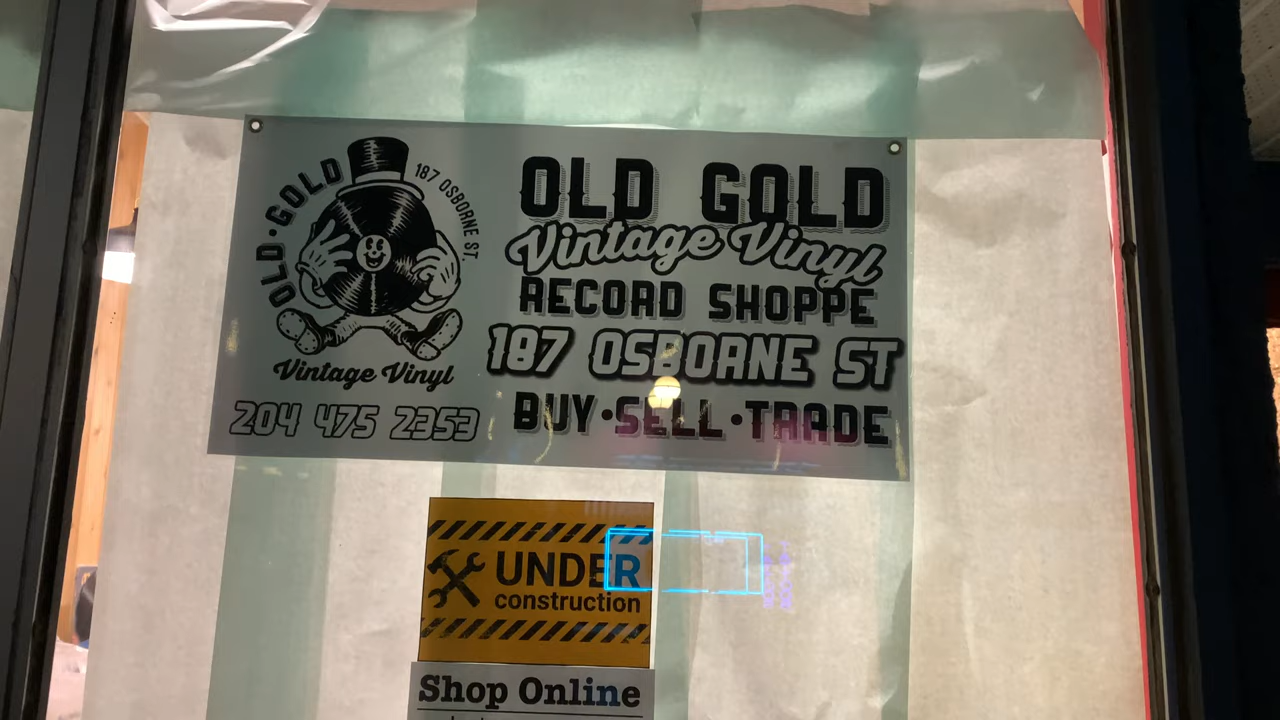 OLD·GOLD
187 OSBORNE ST.
Vintage Vinyl
204 475 2353
OLD GOLD
Vintage Vinyl
RECORD SHOPPE
187 OSBORNE ST
BUY·SELL·TRADE
UNDER
construction
Shop Online